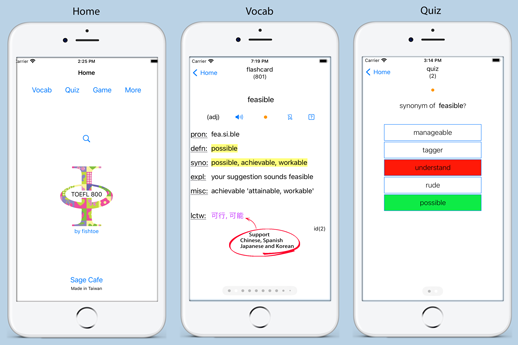 Home
Vocab
Quiz
Carrier
2:25 PM
Home
Vocab
Quiz
Game
More
TOEFL 800
by fishtoe
Sage Cafe
Made in Taiwan
Carrier
7:19 PM
Home
flashcard
(801)
feasible
(adj)
pron: fea.si.ble
defn: possible
syno: possible, achievable, workable
expl: your suggestion sounds feasible
misc: achievable 'attainable, workable'
lctw: 可行, 可能
id(2)
Support
Chinese, Spanish
Japanese and Korean
Carrier
3:14 PM
Home
quiz
(2)
synonym of feasible?
manageable
tagger
understand
rude
possible